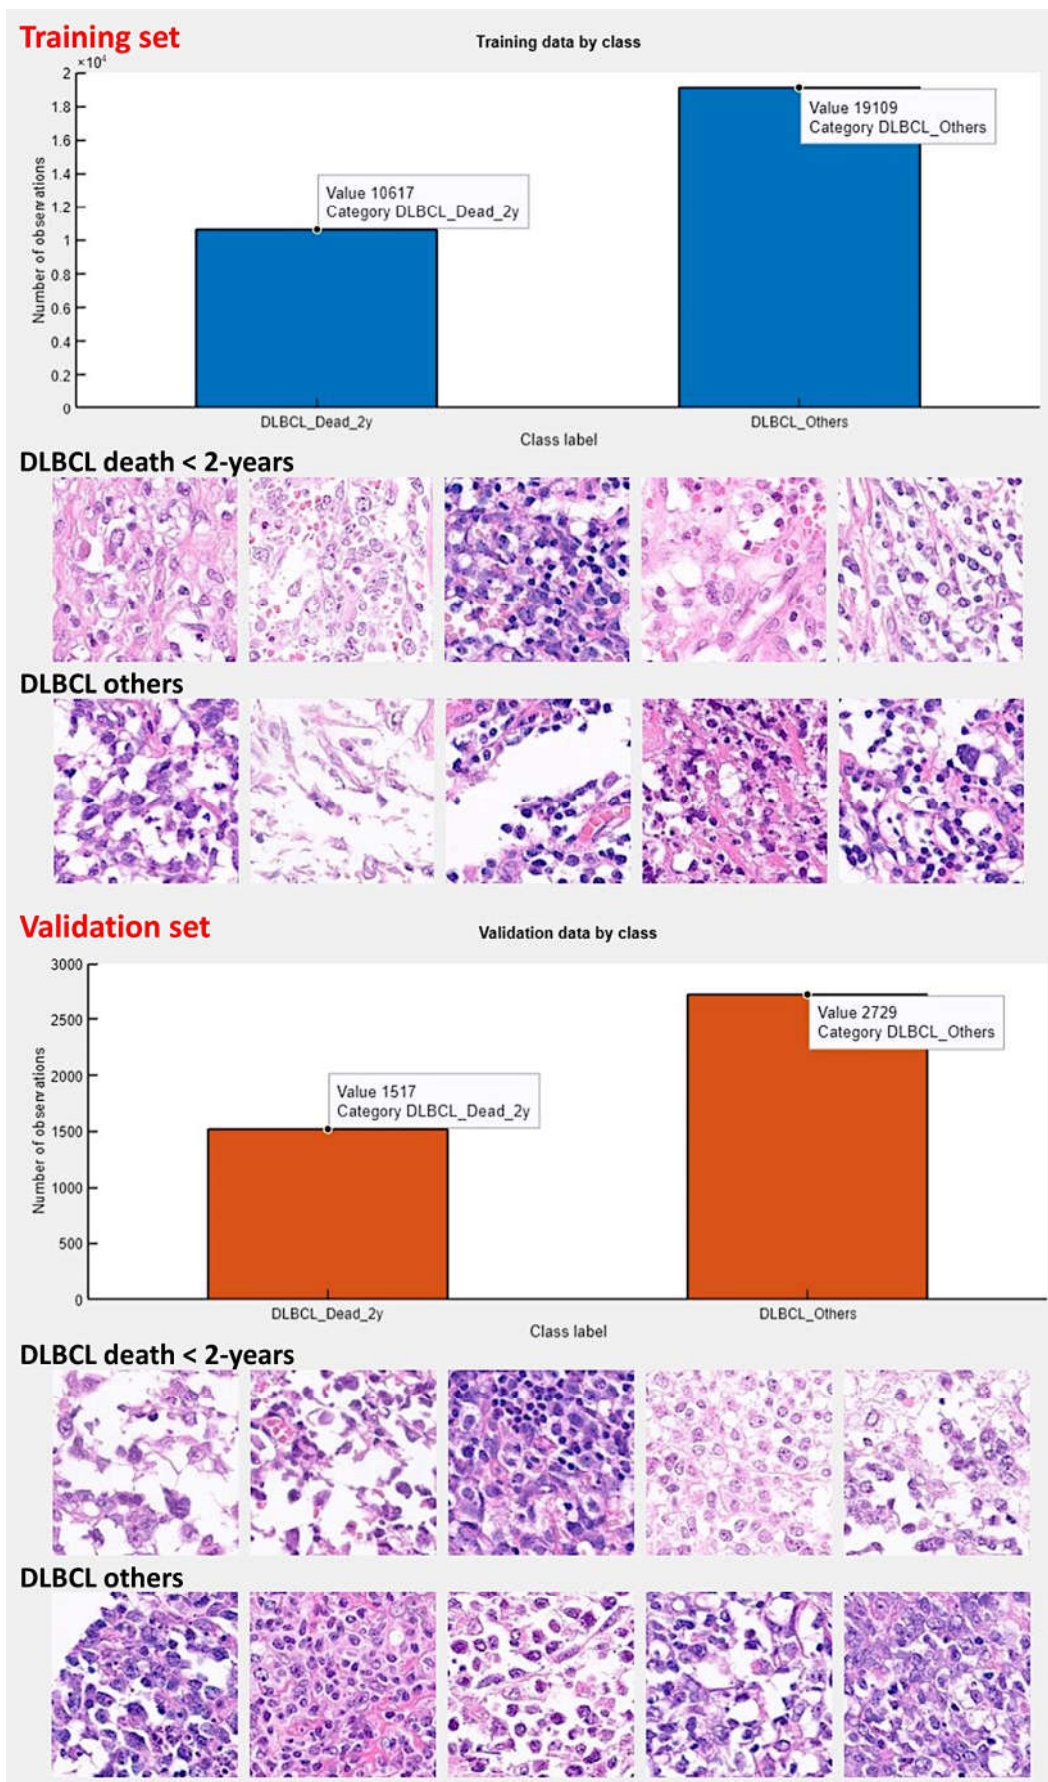 Training set
Training data by class
×10⁴
2
1.8
1.6
1.4
1.2
1
0.8
0.6
0.4
0.2
0
Number of observations
Value 19109
Category DLBCL_Others
Value 10617
Category DLBCL_Dead_2y
DLBCL_Dead_2y
DLBCL_Others
Class label
DLBCL death < 2-years
DLBCL others
Validation set
Validation data by class
3000
2500
2000
1500
1000
500
0
Number of observations
Value 2729
Category DLBCL_Others
Value 1517
Category DLBCL_Dead_2y
DLBCL_Dead_2y
DLBCL_Others
Class label
DLBCL death < 2-years
DLBCL others